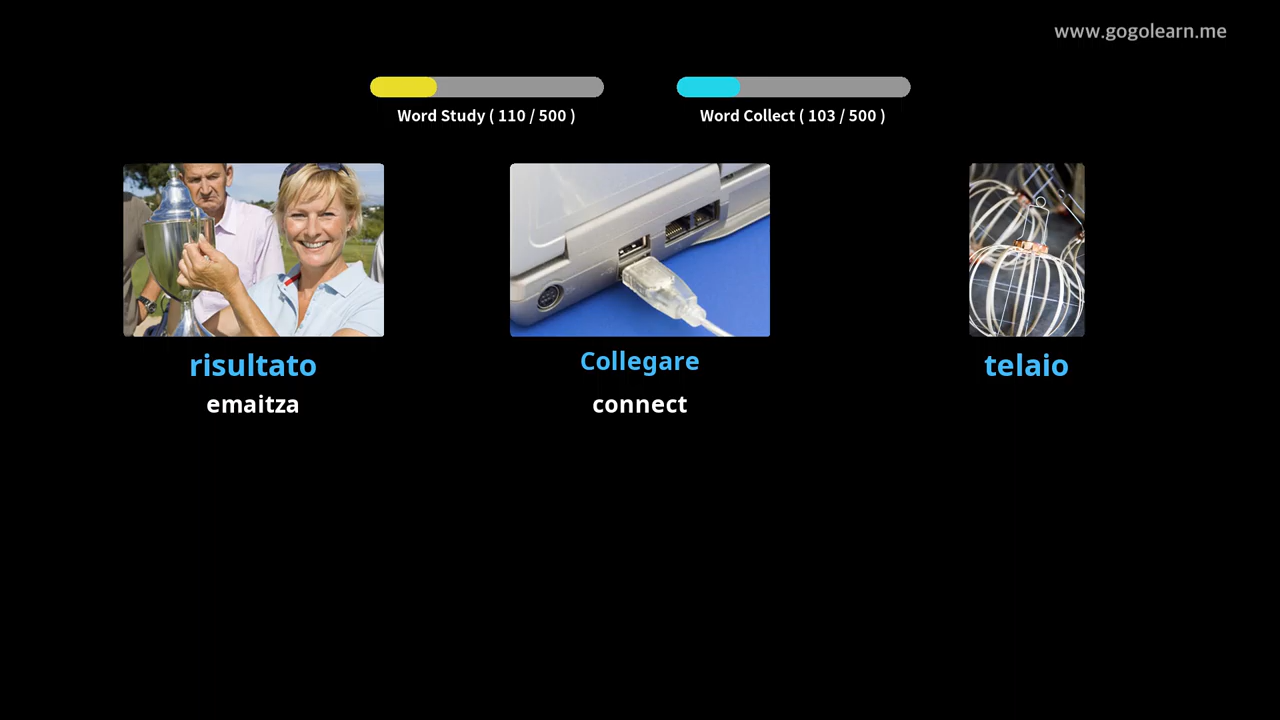 www.gogolearn.me
Word Study ( 110 / 500 )
Word Collect ( 103 / 500 )
risultato
emaitza
Collegare
connect
telaio